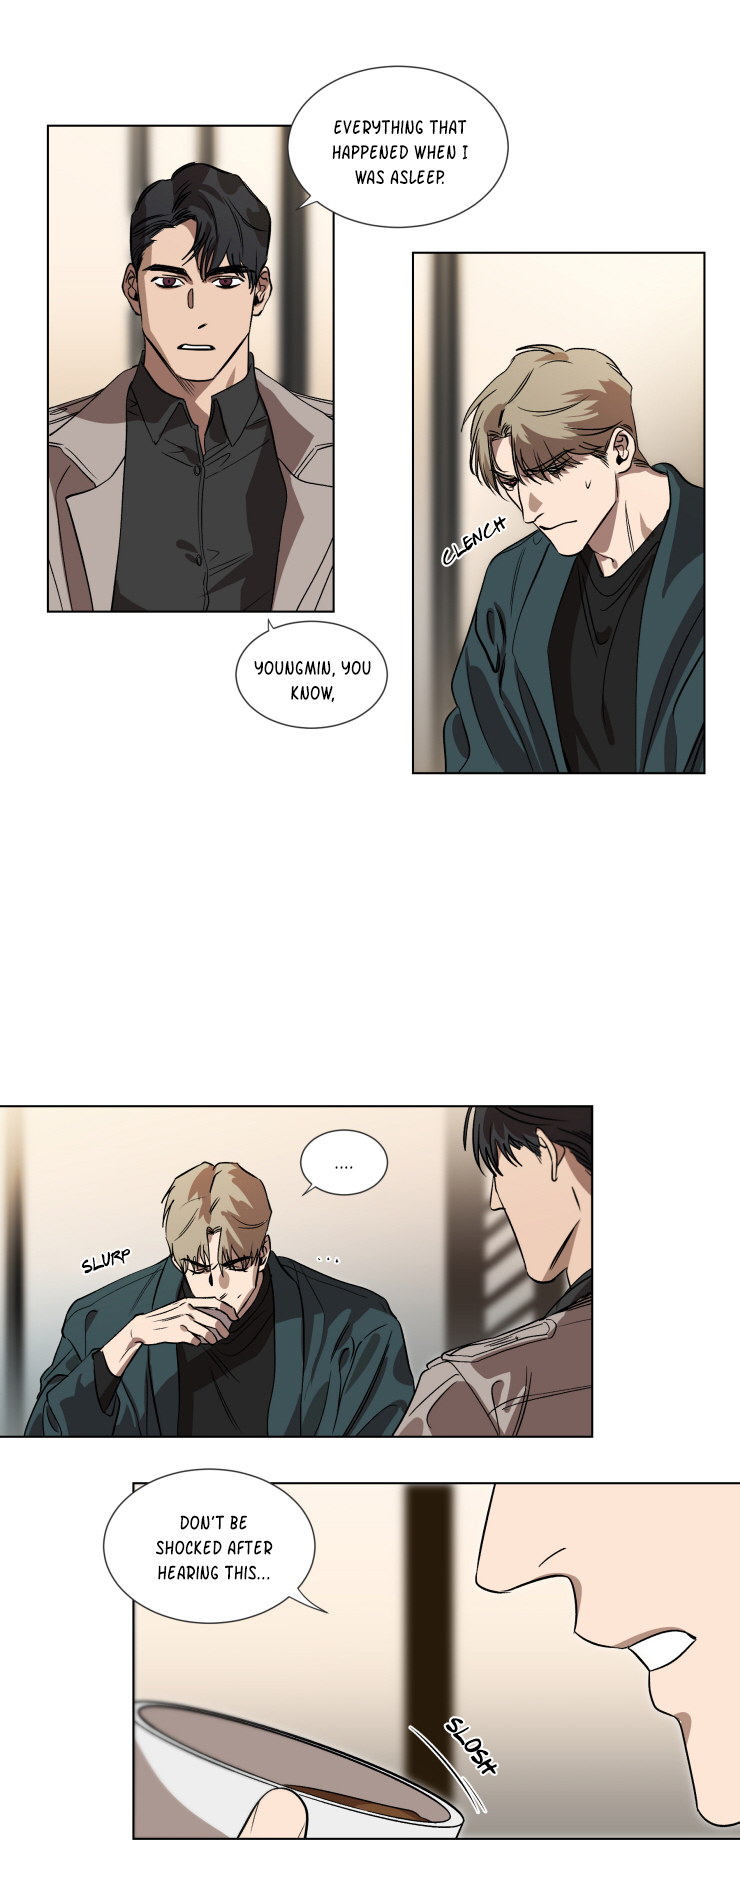 EVERYTHING THAT
HAPPENED WHEN I
WAS ASLEEP.
CLENCH
YOUNGMIN, YOU
KNOW,
....
SLURP
...
DON'T BE
SHOCKED AFTER
HEARING THIS...
SLOSH